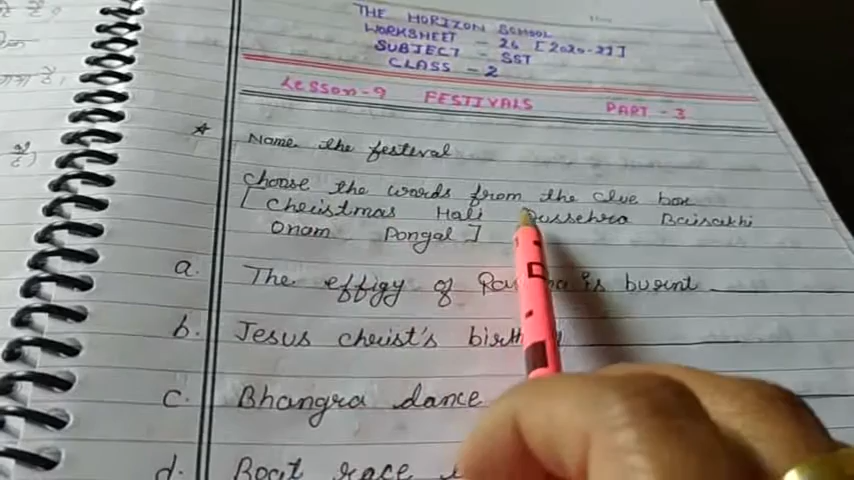 THE HORIZON SCHOOL
WORKSHEET - 26 [2020-21]
SUBJECT - SST
CLASS - 2
Lesson-9 FESTIVALS PART - 3
* Name the festival
Choose the words from the clue box
[ Christmas Holi Dussehra Baisakhi
Onam Pongal ]
a. The effigy of is burnt
b. Jesus christ's birth
c. Bhangra dance
d. Boat race